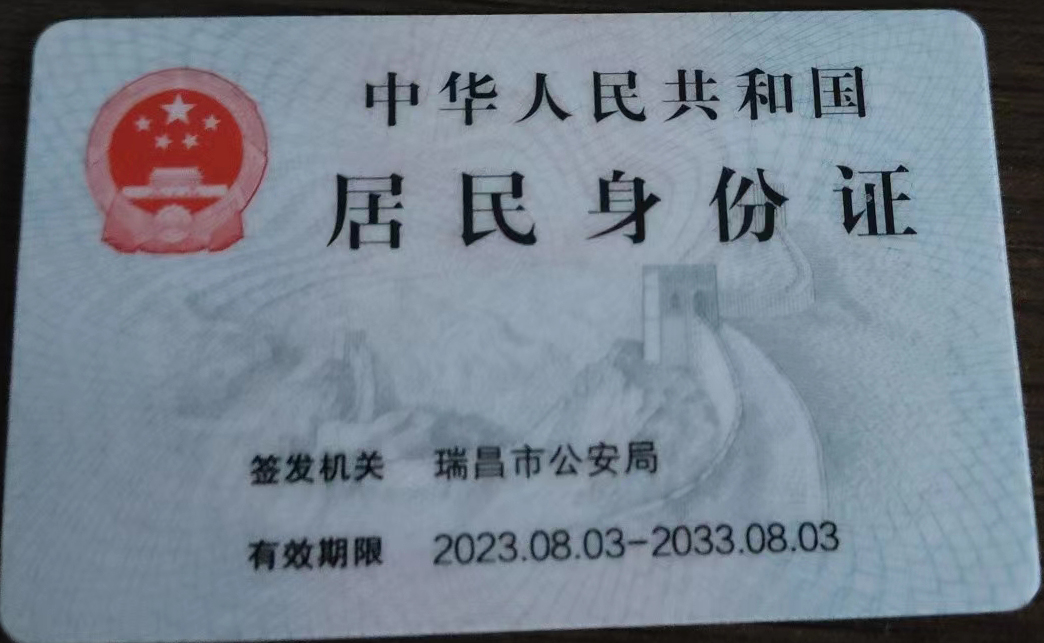 中华人民共和国
居民身份证
签发机关 瑞昌市公安局
有效期限 2023.08.03-2033.08.03